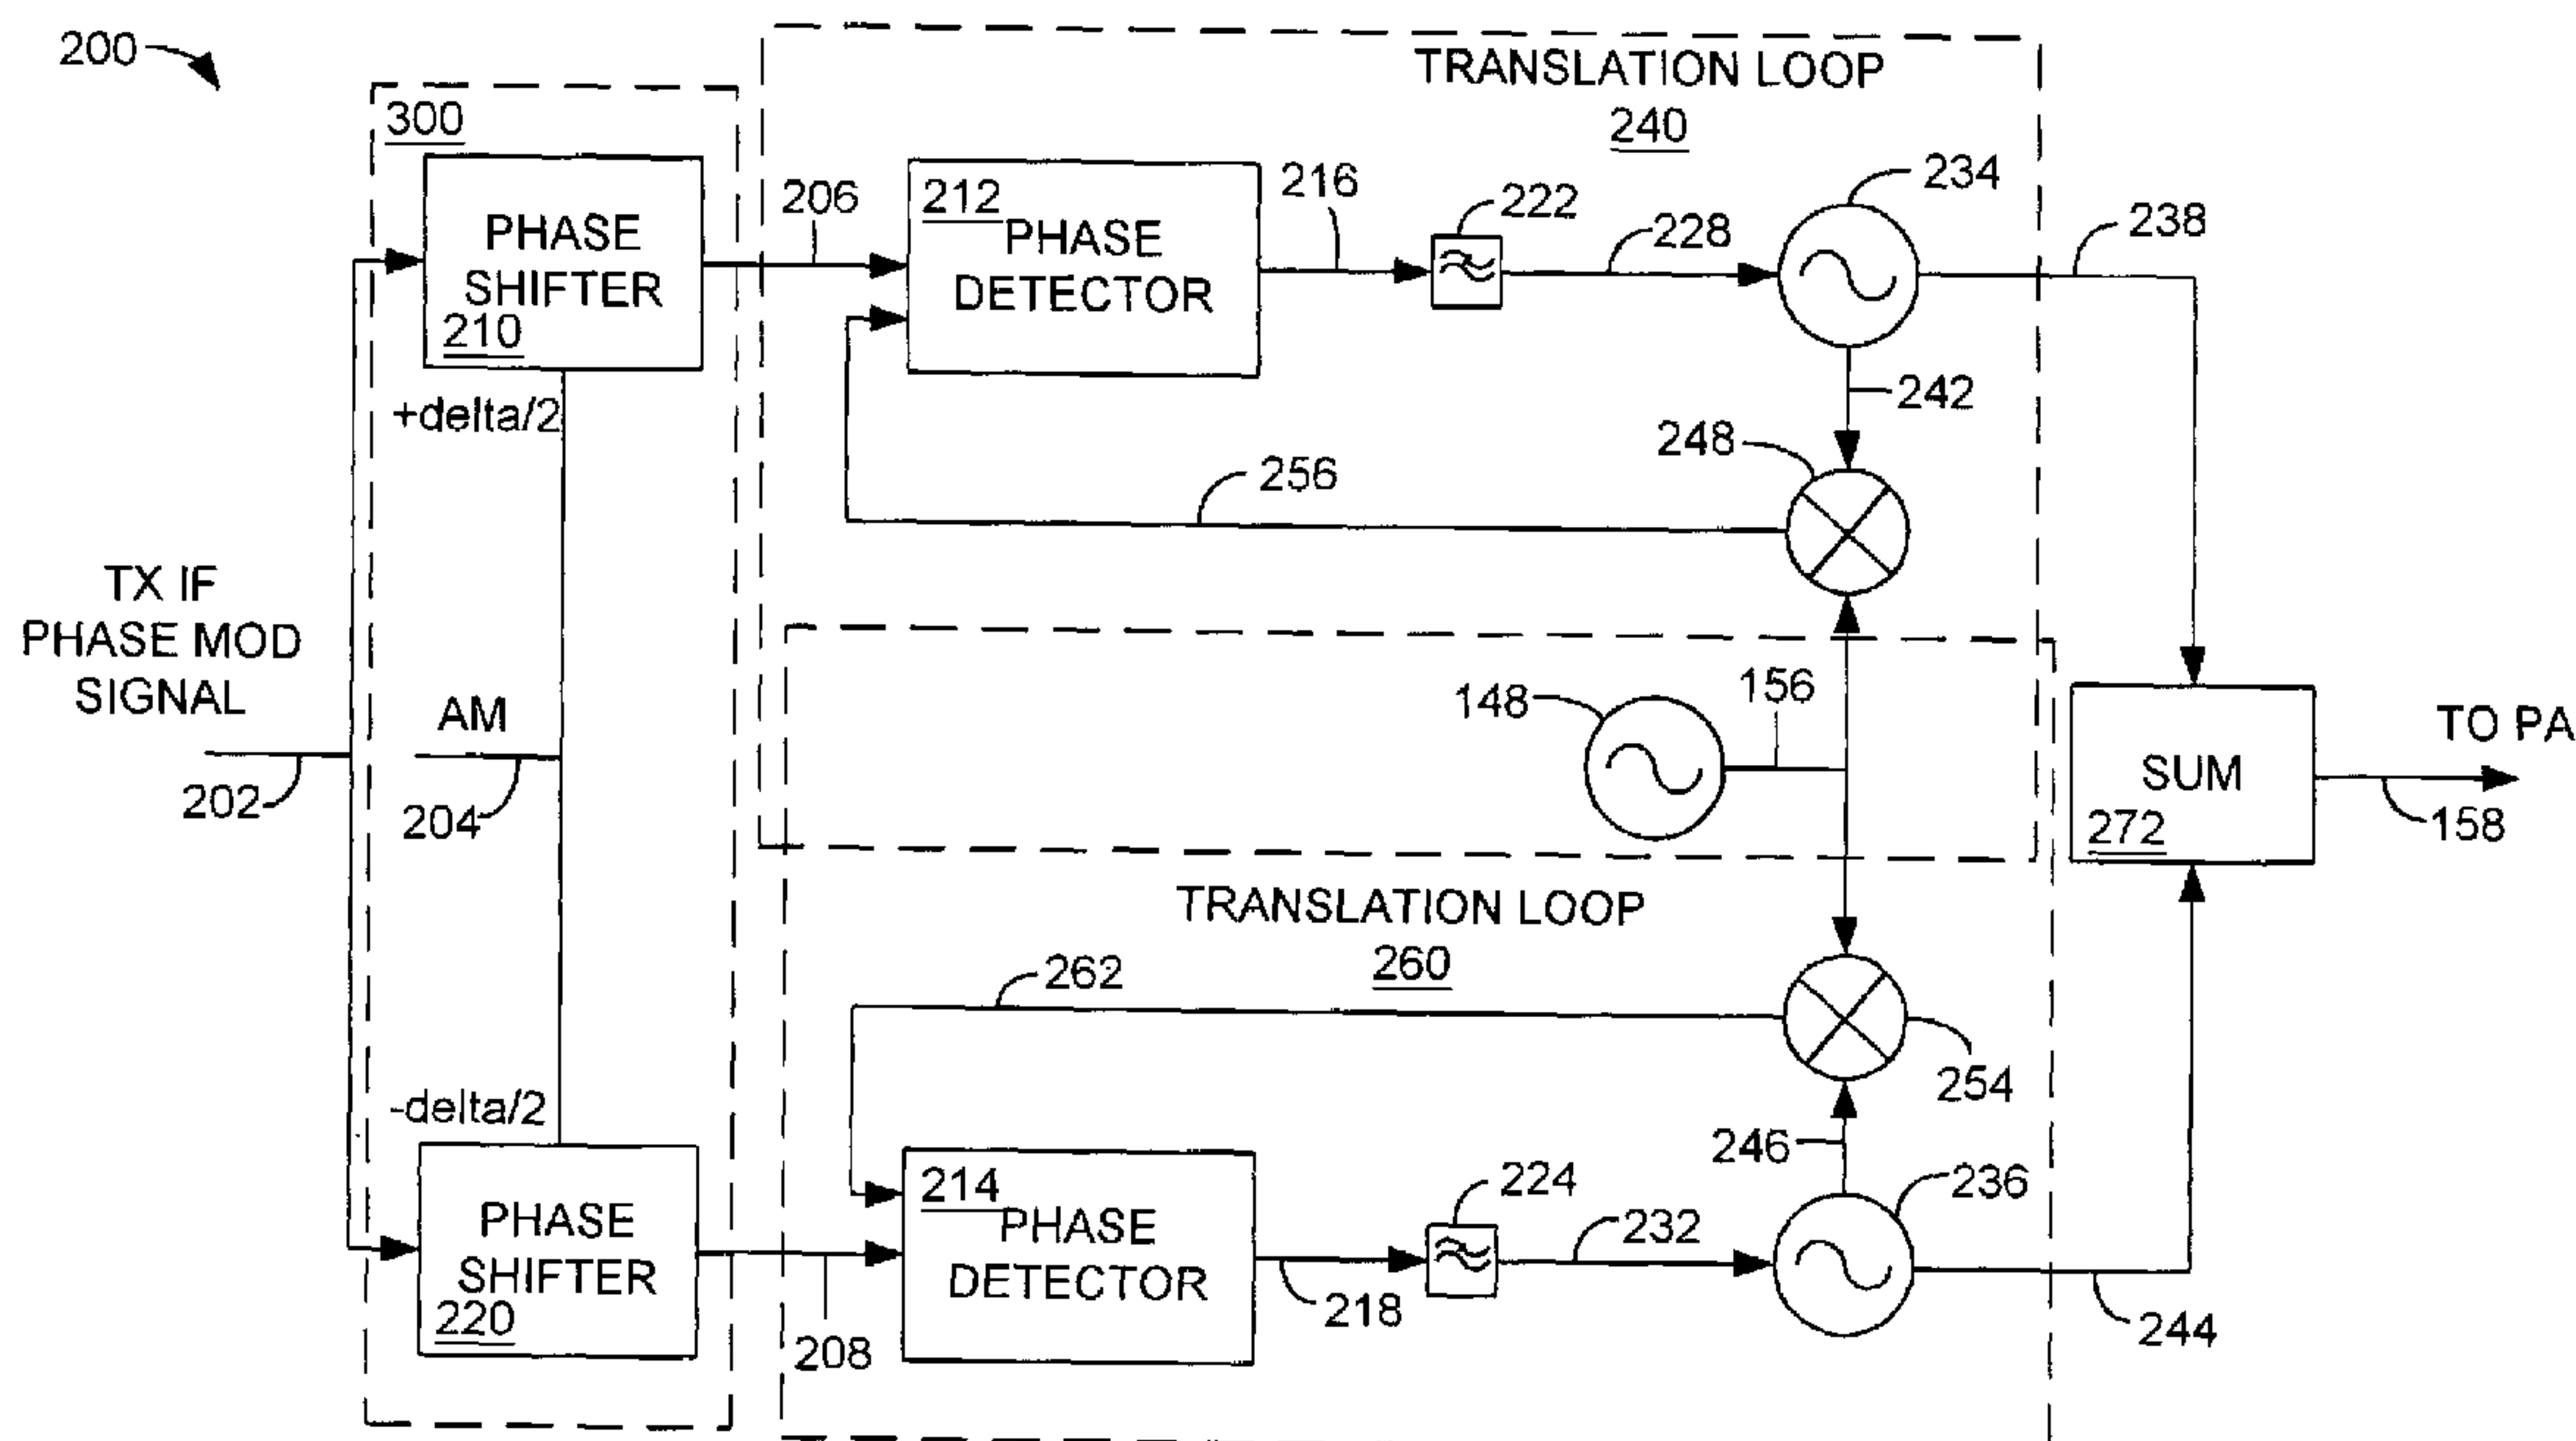 200
300
PHASE
SHIFTER
210
+delta/2
TX IF
PHASE MOD
SIGNAL
202
AM
204
-delta/2
PHASE
SHIFTER
220
TRANSLATION LOOP
240
206
212
PHASE
DETECTOR
216
222
228
234
238
242
248
256
148
156
SUM
272
TO PA
158
TRANSLATION LOOP
260
262
254
246
236
208
214
PHASE
DETECTOR
218
224
232
244